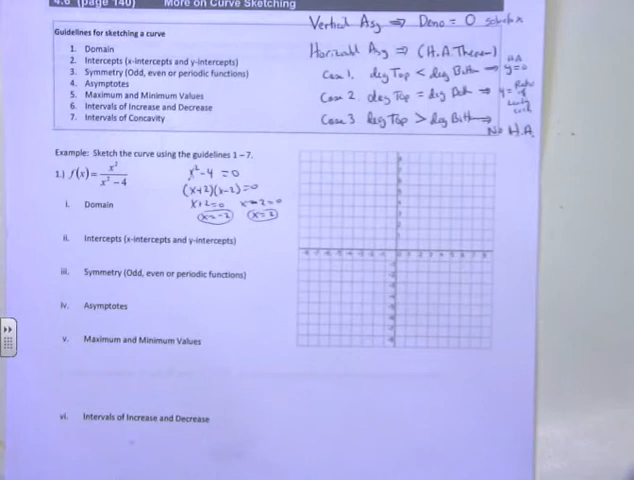 4.6 (page 140) More on Curve Sketching
Vertical Asy ⇒ Deno = 0 solve for x
Guidelines for sketching a curve
1. Domain
2. Intercepts (x-intercepts and y-intercepts)
3. Symmetry (Odd, even or periodic functions)
4. Asymptotes
5. Maximum and Minimum Values
6. Intervals of Increase and Decrease
7. Intervals of Concavity
Horizontal Asy ⇒ (H.A Theorem)
Case 1, deg Top < deg Bottom ⇒ HA y=0
Case 2 deg Top = deg Bott ⇒ y = Ratio of
Case 3 deg Top > deg Bott ⇒
No H.A.
Example: Sketch the curve using the guidelines 1 – 7.
1.) f(x) = x²/(x² – 4)
x²-4 = 0
(x+2)(x-2)=0
x+2=0 x-2=0
x=-2 x=2
i. Domain
ii. Intercepts (x-intercepts and y-intercepts)
iii. Symmetry (Odd, even or periodic functions)
iv. Asymptotes
v. Maximum and Minimum Values
vi. Intervals of Increase and Decrease